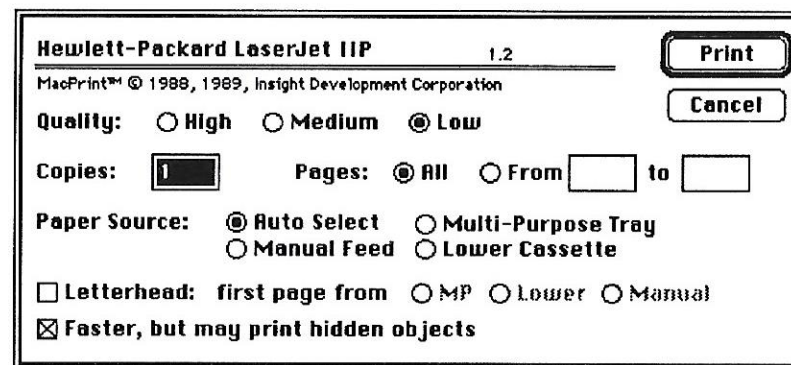 Hewlett-Packard LaserJet IIP 1.2 Print
MacPrint™ © 1988, 1989, Insight Development Corporation
Cancel
Quality: High Medium Low
Copies: 1 Pages: All From to
Paper Source: Auto Select Multi-Purpose Tray
Manual Feed Lower Cassette
Letterhead: first page from MP Lower Manual
Faster, but may print hidden objects